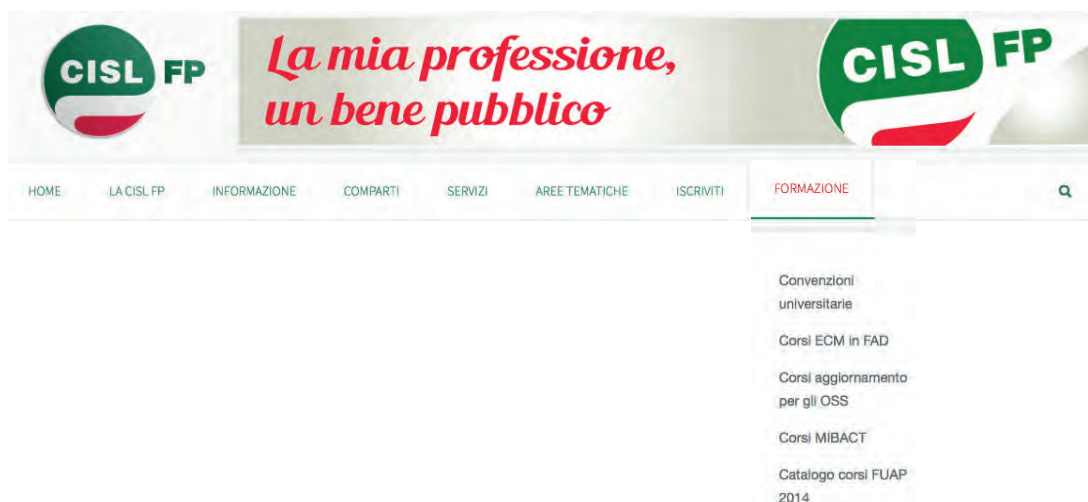 CISL FP
La mia professione,
un bene pubblico
CISL FP
HOME LA CISL FP INFORMAZIONE COMPARTI SERVIZI AREE TEMATICHE ISCRIVITI FORMAZIONE
Convenzioni
universitarie
Corsi ECM in FAD
Corsi aggiornamento
per gli OSS
Corsi MIBACT
Catalogo corsi FUAP
2014